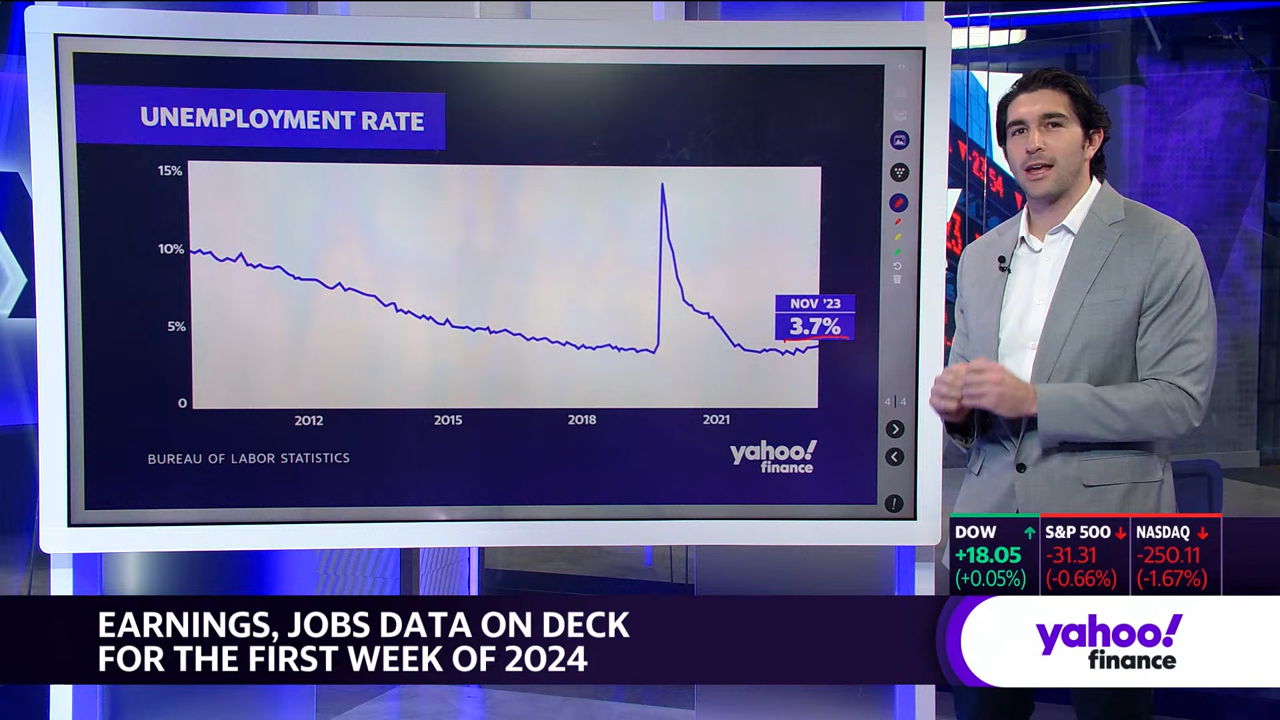 UNEMPLOYMENT RATE
15%
10%
5%
0
NOV '23
3.7%
2012 2015 2018 2021
BUREAU OF LABOR STATISTICS
yahoo!
finance
4 | 4
DOW
+18.05
(+0.05%)
S&P 500
-31.31
(-0.66%)
NASDAQ
-250.11
(-1.67%)
EARNINGS, JOBS DATA ON DECK
FOR THE FIRST WEEK OF 2024
yahoo!
finance